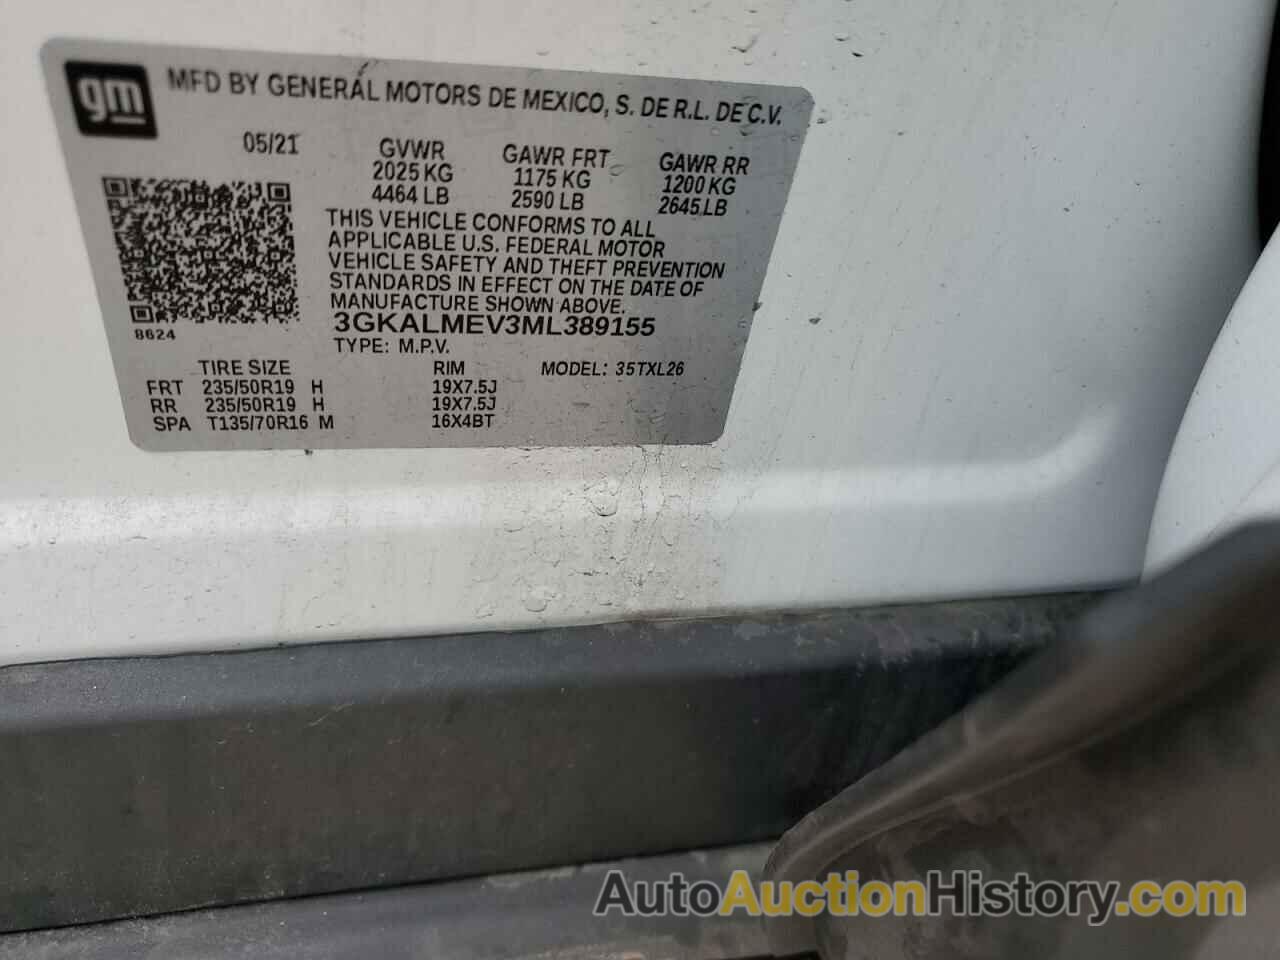 gm
MFD BY GENERAL MOTORS DE MEXICO, S. DE R.L. DE C.V.
05/21 GVWR GAWR FRT GAWR RR
2025 KG 1175 KG 1200 KG
4464 LB 2590 LB 2645 LB
THIS VEHICLE CONFORMS TO ALL
APPLICABLE U.S. FEDERAL MOTOR
VEHICLE SAFETY AND THEFT PREVENTION
STANDARDS IN EFFECT ON THE DATE OF
MANUFACTURE SHOWN ABOVE.
3GKALMEV3ML389155
8624
TYPE: M.P.V.
TIRE SIZE RIM MODEL: 35TXL26
FRT 235/50R19 H 19X7.5J
RR 235/50R19 H 19X7.5J
SPA T135/70R16 M 16X4BT
AutoAuctionHistory.com